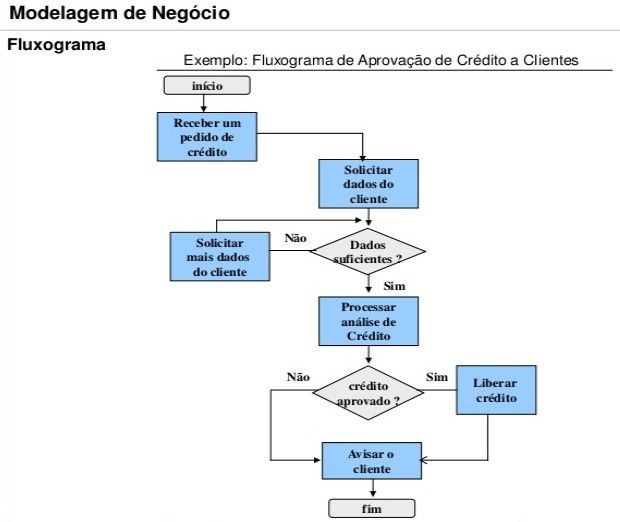 Modelagem de Negócio
Fluxograma
Exemplo: Fluxograma de Aprovação de Crédito a Clientes
início
Receber um
pedido de
crédito
Solicitar
dados do
cliente
Solicitar
mais dados
do cliente
Não
Dados
suficientes ?
Sim
Processar
análise de
Crédito
Não
crédito
aprovado ?
Sim
Liberar
crédito
Avisar o
cliente
fim